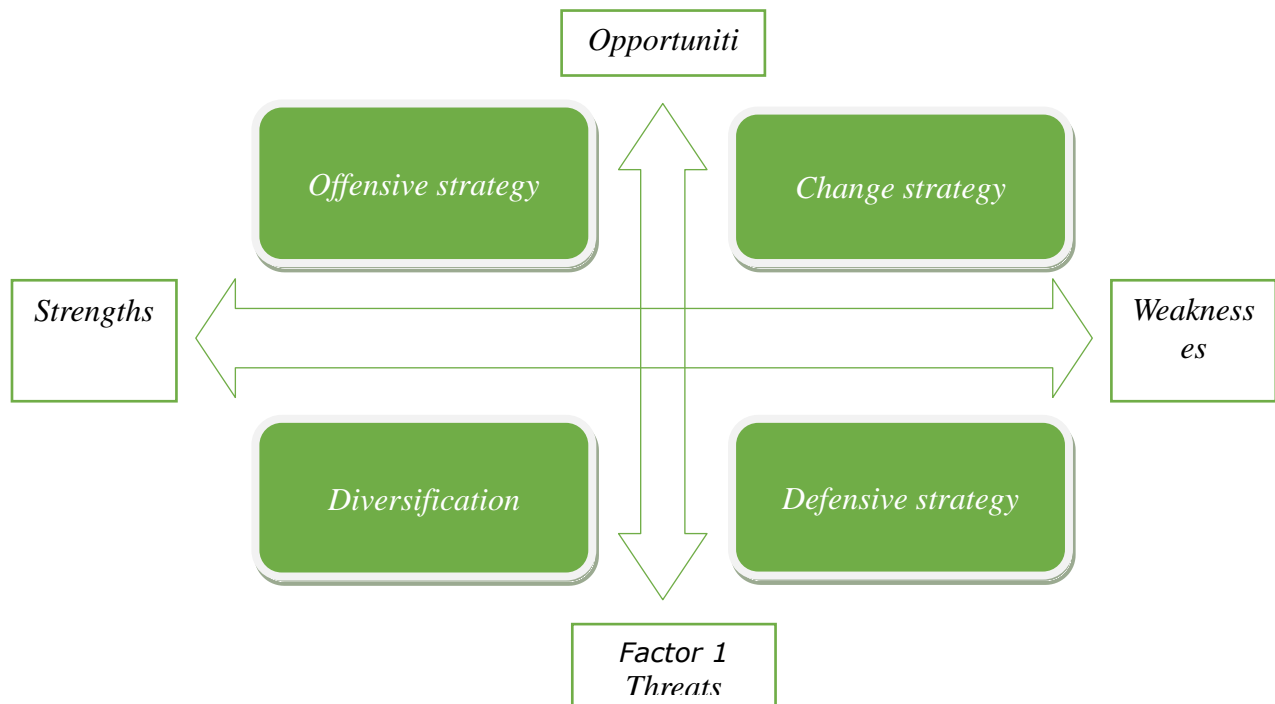 Opportuniti
Offensive strategy
Change strategy
Strengths
Weakness
es
Diversification
Defensive strategy
Factor 1
Threats